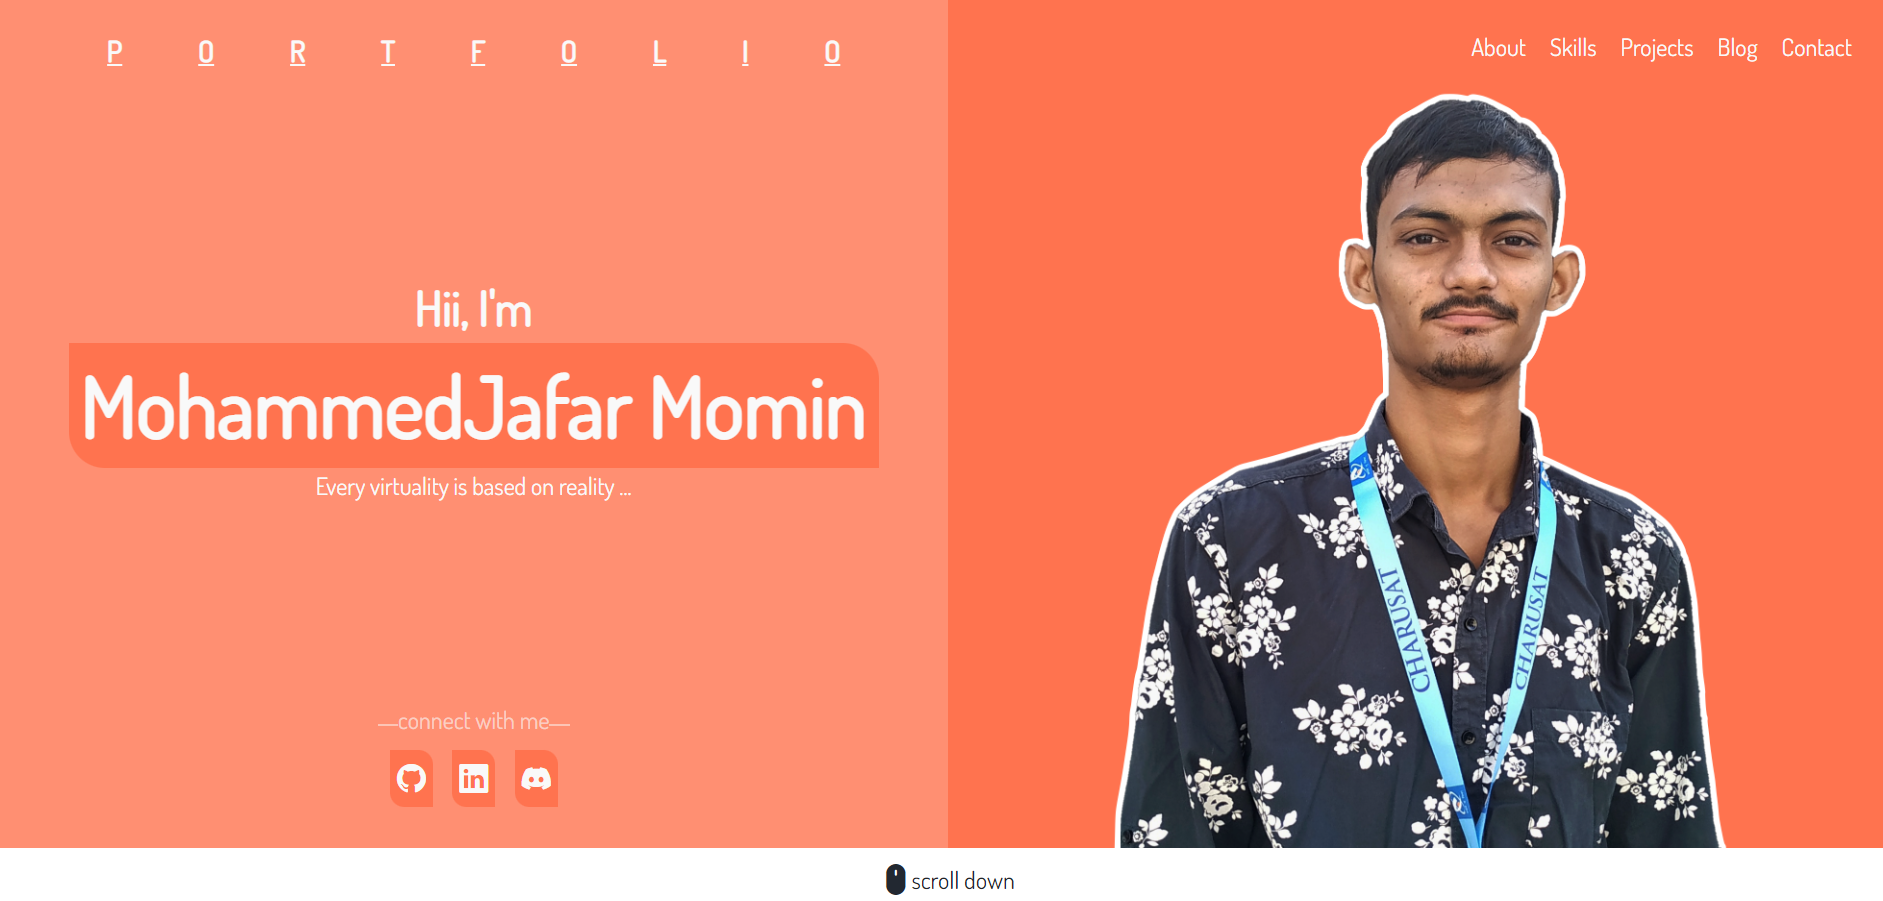 P O R T F O L I O
About Skills Projects Blog Contact
Hii, I'm
MohammedJafar Momin
Every virtuality is based on reality ...
—connect with me—
in
CHARUSAT
CHARUSAT
scroll down